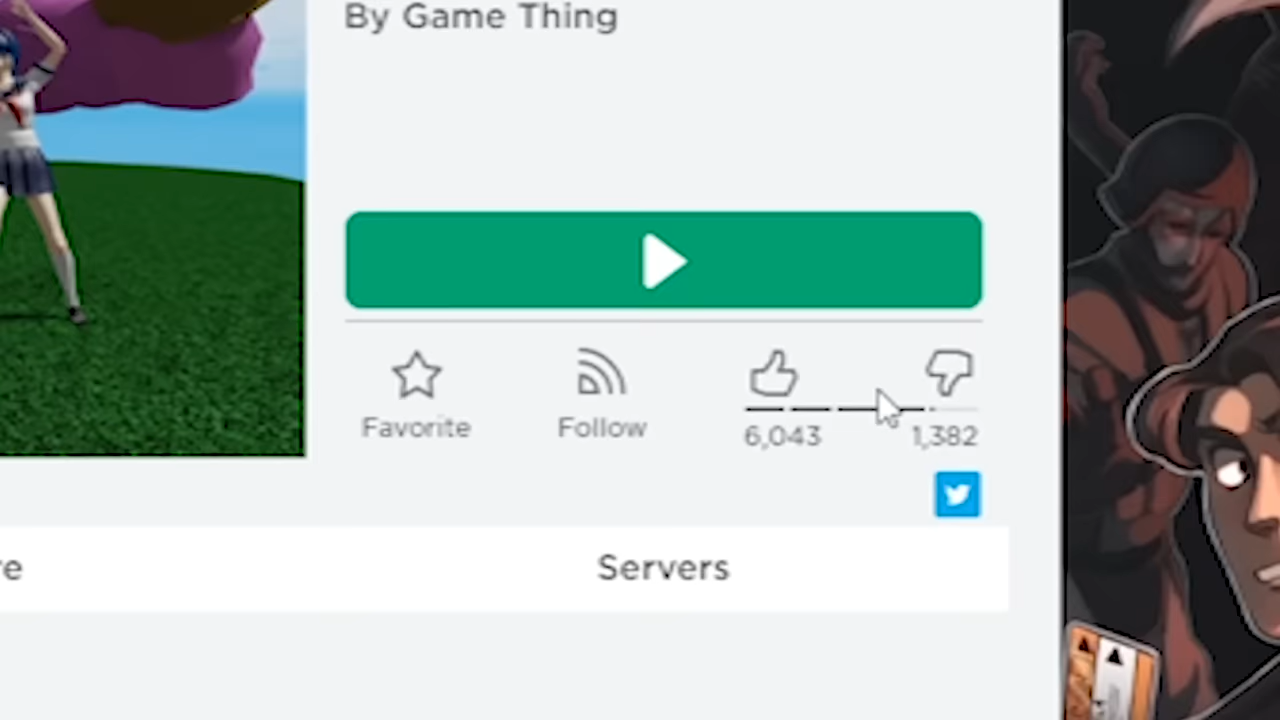 By Game Thing
Favorite
Follow
6,043
1,382
re
Servers